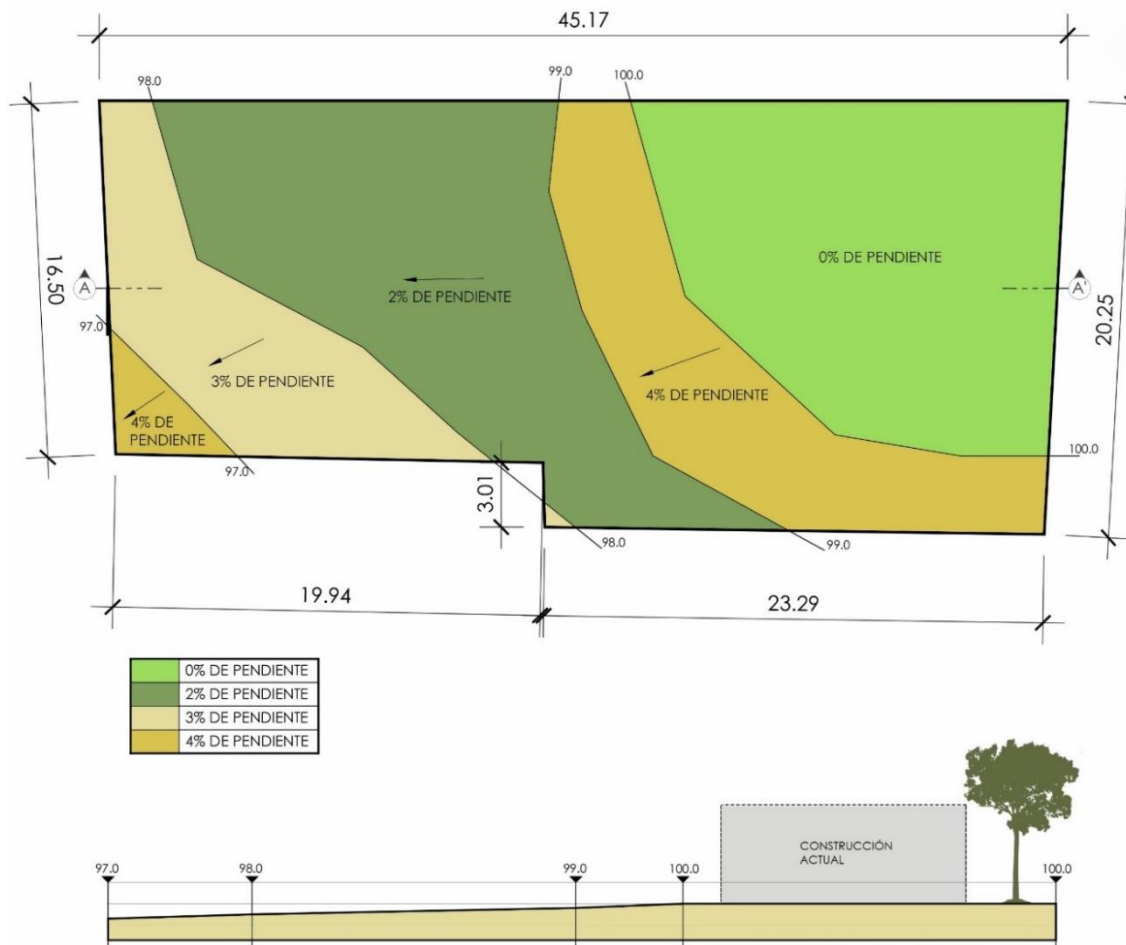 45.17
98.0
99.0
100.0
0% DE PENDIENTE
16.50
A
2% DE PENDIENTE
A'
20.25
97.0
3% DE PENDIENTE
4% DE PENDIENTE
4% DE
PENDIENTE
97.0
100.0
3.01
98.0
99.0
19.94
23.29
0% DE PENDIENTE
2% DE PENDIENTE
3% DE PENDIENTE
4% DE PENDIENTE
CONSTRUCCIÓN
ACTUAL
97.0
98.0
99.0
100.0
100.0